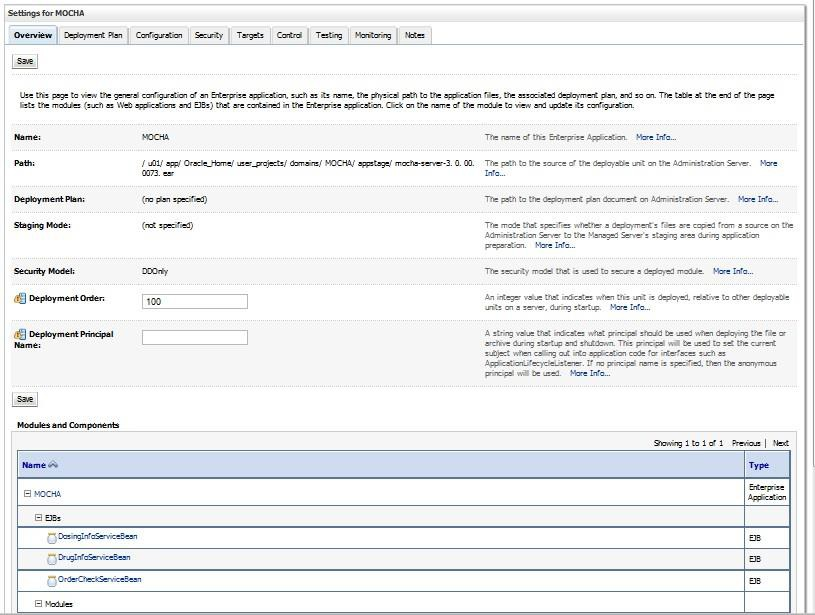 Settings for MOCHA
Overview Deployment Plan Configuration Security Targets Control Testing Monitoring Notes
Save
Use this page to view the general configuration of an Enterprise application, such as its name, the physical path to the application files, the associated deployment plan, and so on. The table at the end of the page
lists the modules (such as Web applications and EJBs) that are contained in the Enterprise application. Click on the name of the module to view and update its configuration.
Name: MOCHA The name of this Enterprise Application. More Info...
Path: / u01/ app/ Oracle_Home/ user_projects/ domains/ MOCHA/ appstage/ mocha-server-3. 0. 00. The path to the source of the deployable unit on the Administration Server. More
0073. ear Info...
Deployment Plan: (no plan specified) The path to the deployment plan document on Administration Server. More Info...
Staging Mode: (not specified) The mode that specifies whether a deployment's files are copied from a source on the
Administration Server to the Managed Server's staging area during application
preparation. More Info...
Security Model: DDOnly The security model that is used to secure a deployed module. More Info...
Deployment Order: 100 An integer value that indicates when this unit is deployed, relative to other deployable
units on a server, during startup. More Info...
Deployment Principal A string value that indicates what principal should be used when deploying the file or
Name: archive during startup and shutdown. This principal will be used to set the current
subject when calling out into application code for interfaces such as
ApplicationLifecycleListener. If no principal name is specified, then the anonymous
principal will be used. More Info...
Save
Modules and Components
Showing 1 to 1 of 1 Previous | Next
Name Type
MOCHA Enterprise
Application
EJBs
DosingInfoServiceBean EJB
DrugInfoServiceBean EJB
OrderCheckServiceBean EJB
Modules